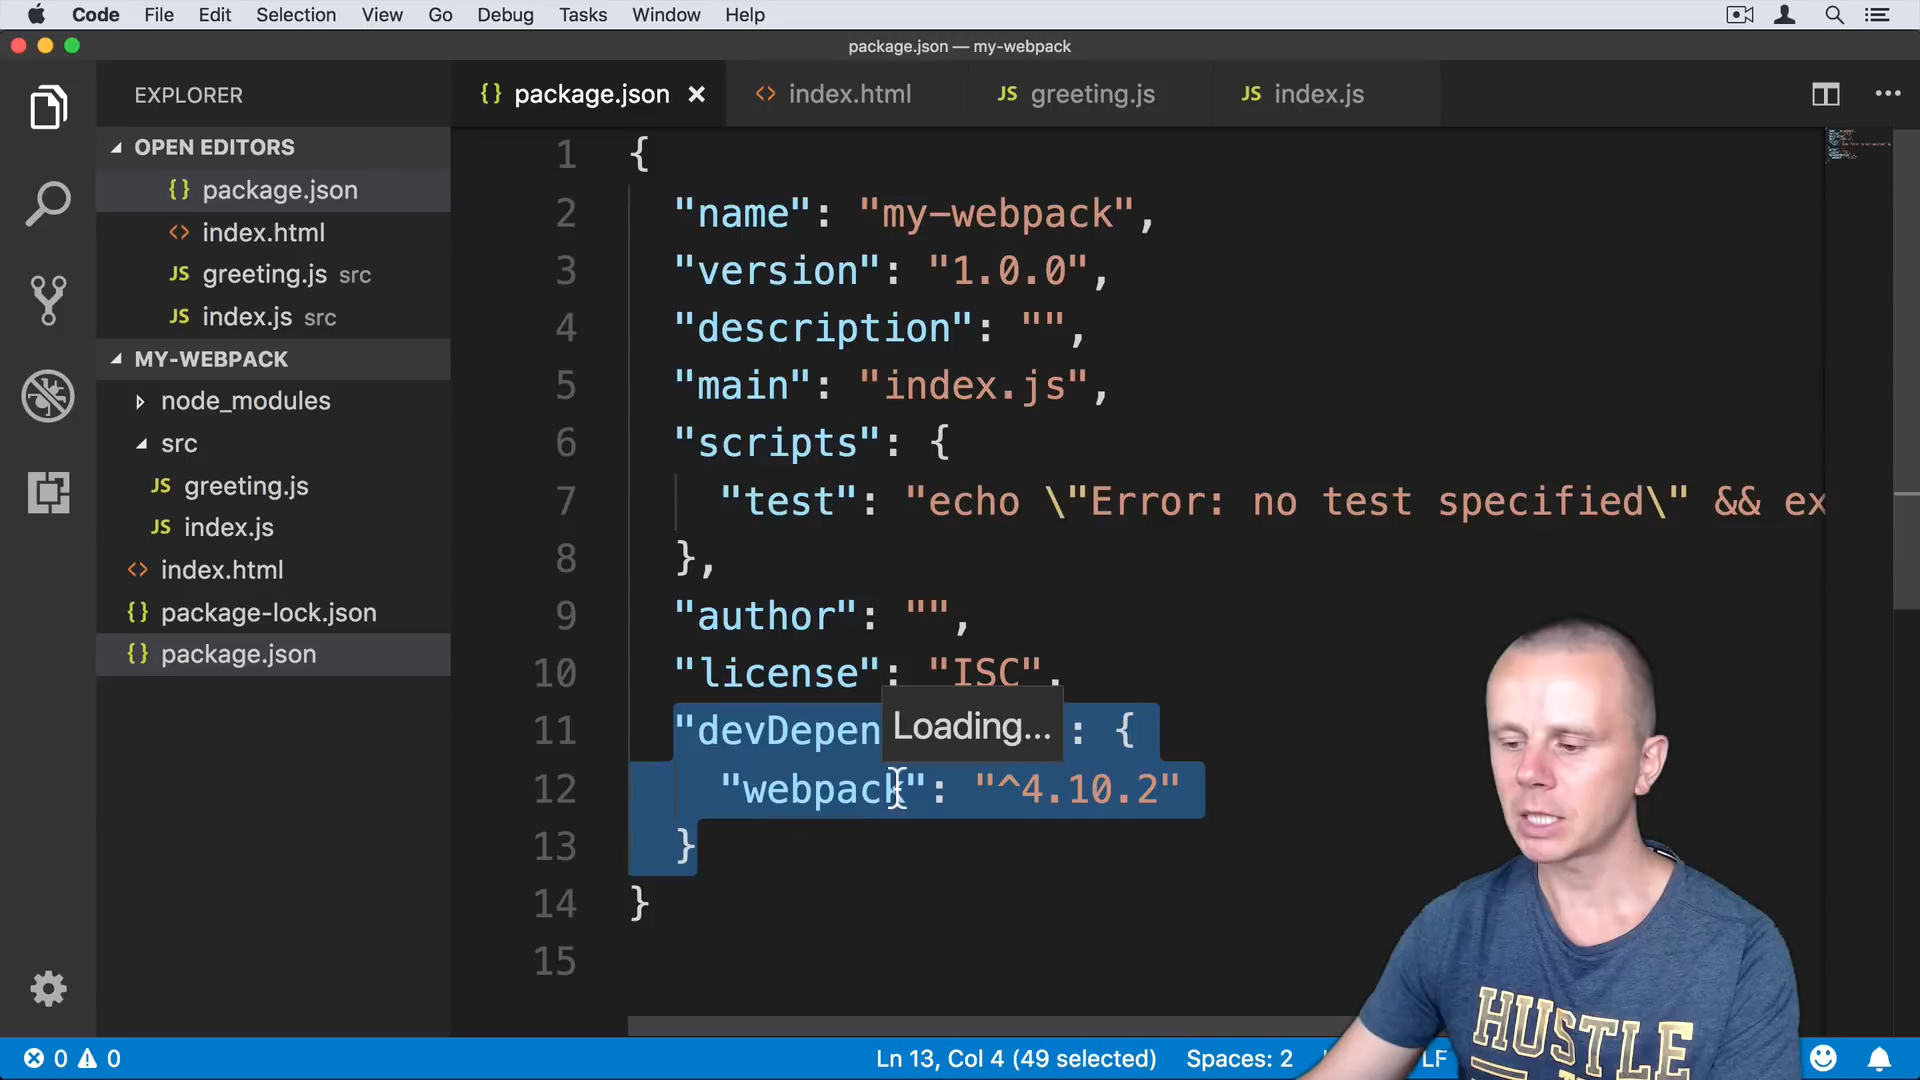 Code File Edit Selection View Go Debug Tasks Window Help
package.json — my-webpack
EXPLORER
OPEN EDITORS
{} package.json
<> index.html
JS greeting.js src
JS index.js src
MY-WEBPACK
node_modules
src
JS greeting.js
JS index.js
<> index.html
{} package-lock.json
{} package.json
{} package.json × <> index.html JS greeting.js JS index.js
1 {
2 "name": "my-webpack",
3 "version": "1.0.0",
4 "description": "",
5 "main": "index.js",
6 "scripts": {
7 "test": "echo \"Error: no test specified\" && ex
8 },
9 "author": "",
10 "license": "ISC",
11 "devDepen : {
Loading...
12 "webpack": "^4.10.2"
13 }
14 }
15
HUSTLE
0 0 Ln 13, Col 4 (49 selected) Spaces: 2 LF